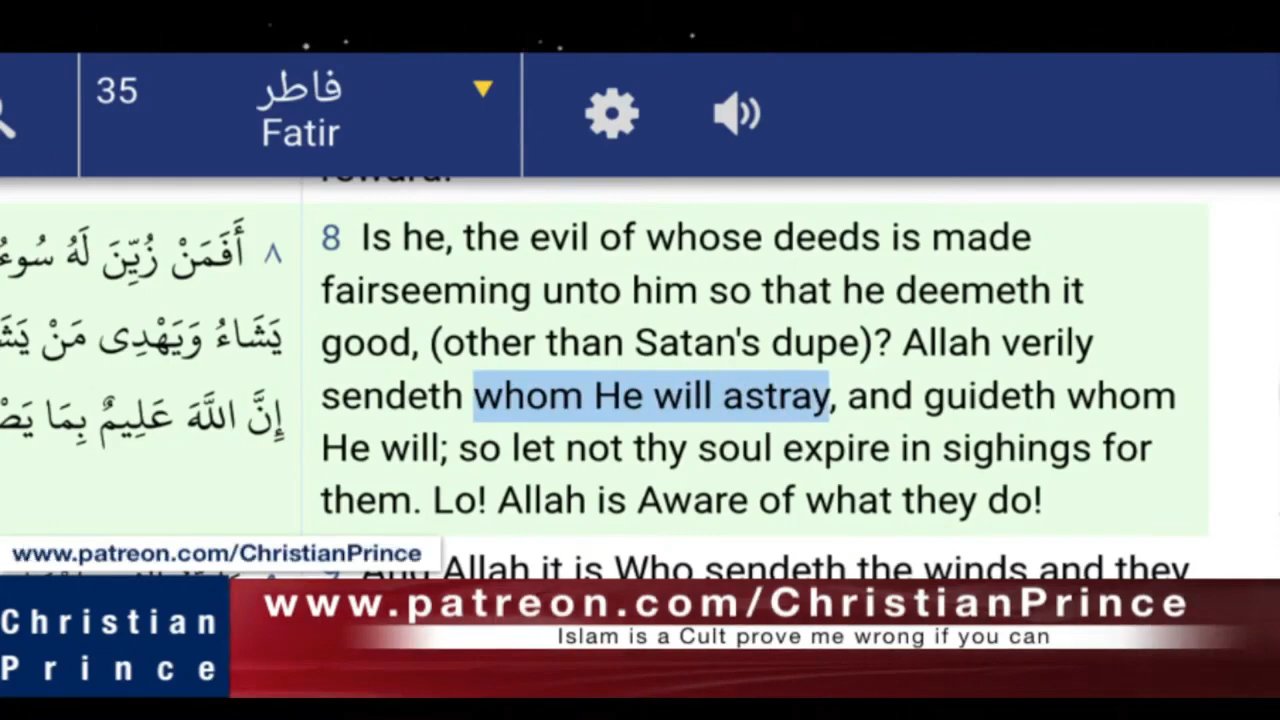 35
فاطر
Fatir
8 Is he, the evil of whose deeds is made
fairseeming unto him so that he deemeth it
good, (other than Satan's dupe)? Allah verily
sendeth whom He will astray, and guideth whom
He will; so let not thy soul expire in sighings for
them. Lo! Allah is Aware of what they do!
٨ أَفَمَنْ زُيِّنَ لَهُ سُوءُ
يَشَاءُ وَيَهْدِى مَنْ
إِنَّ اللَّهَ عَلِيمٌ بِمَا
And Allah it is Who sendeth the winds and they
www.patreon.com/ChristianPrince
Christian
Prince
www.patreon.com/ChristianPrince
Islam is a Cult prove me wrong if you can